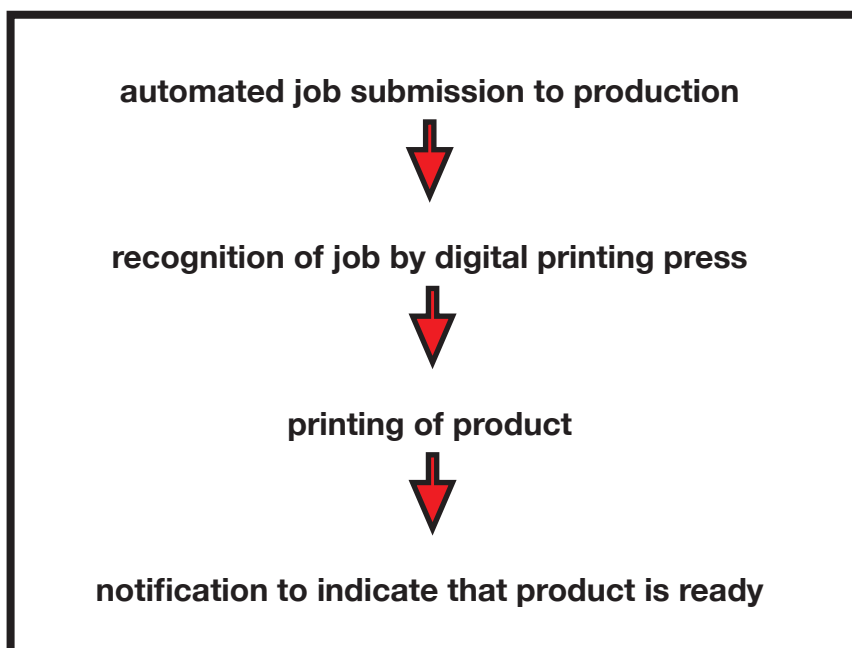 automated job submission to production
recognition of job by digital printing press
printing of product
notification to indicate that product is ready